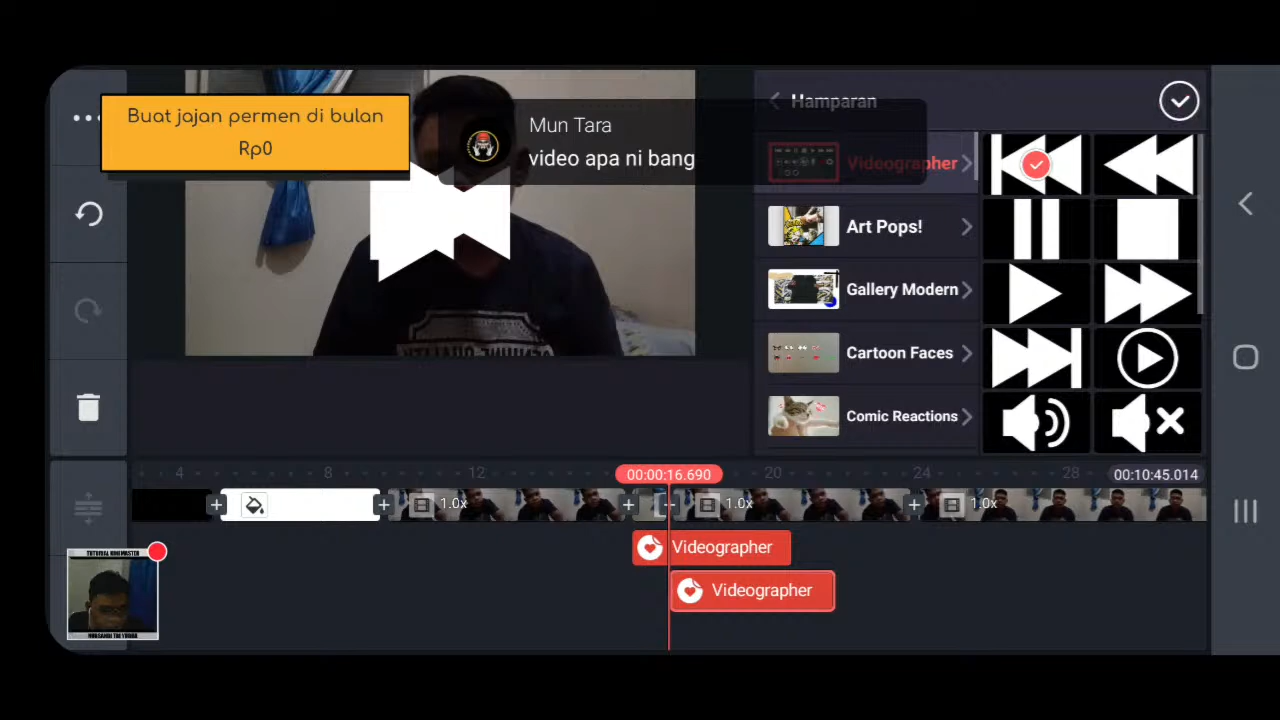 Buat jajan permen di bulan
Rp0
Mun Tara
video apa ni bang
Hamparan
Videographer
Art Pops!
Gallery Modern
Cartoon Faces
Comic Reactions
4
8
12
00:00:16.690
20
24
28
00:10:45.014
1.0x
1.0x
1.0x
Videographer
Videographer
TUTORIAL KINEMASTER